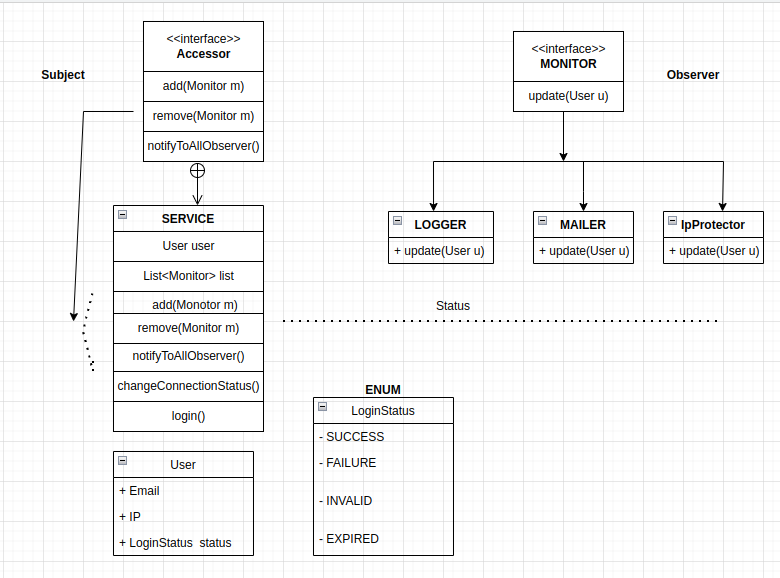 <<interface>>
Accessor
add(Monitor m)
remove(Monitor m)
notifyToAllObserver()
Subject
<<interface>>
MONITOR
update(User u)
Observer
SERVICE
User user
List<Monitor> list
add(Monotor m)
remove(Monitor m)
notifyToAllObserver()
changeConnectionStatus()
login()
LOGGER
+ update(User u)
MAILER
+ update(User u)
IpProtector
+ update(User u)
Status
ENUM
LoginStatus
- SUCCESS
- FAILURE
- INVALID
- EXPIRED
User
+ Email
+ IP
+ LoginStatus status